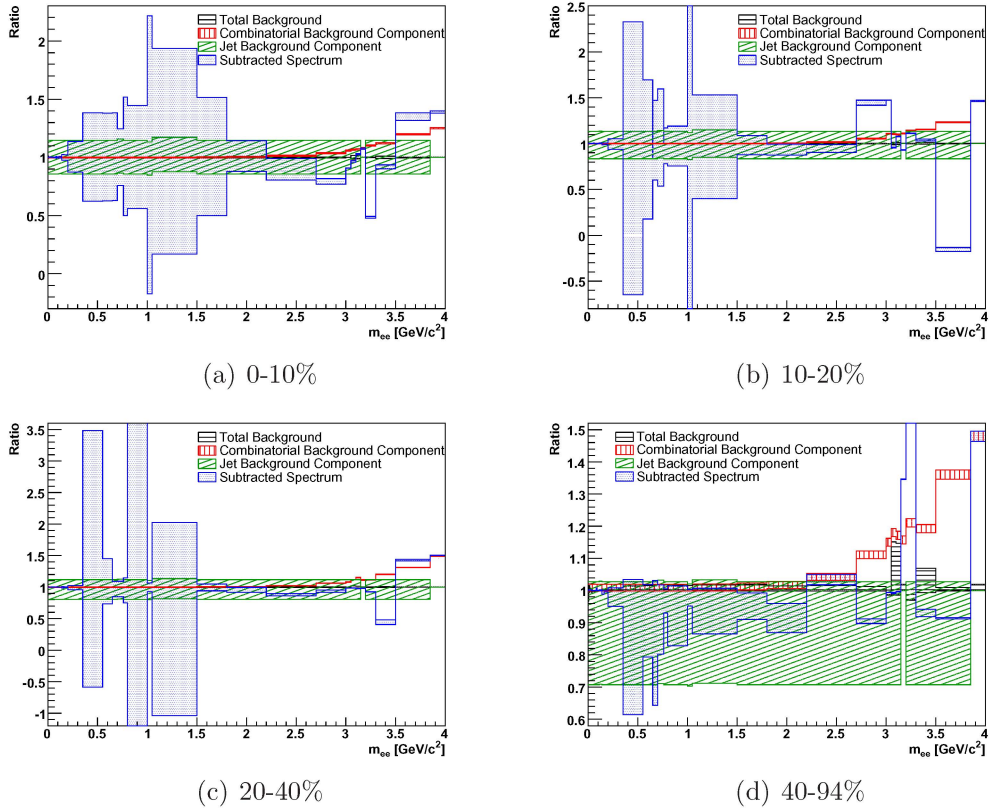 Ratio
2
1.5
1
0.5
0
Total Background
Combinatorial Background Component
Jet Background Component
Subtracted Spectrum
0 0.5 1 1.5 2 2.5 3 3.5 4
m_ee [GeV/c²]
(a) 0-10%
Ratio
2.5
2
1.5
1
0.5
0
-0.5
Total Background
Combinatorial Background Component
Jet Background Component
Subtracted Spectrum
0 0.5 1 1.5 2 2.5 3 3.5 4
m_ee [GeV/c²]
(b) 10-20%
Ratio
3.5
3
2.5
2
1.5
1
0.5
0
-0.5
-1
Total Background
Combinatorial Background Component
Jet Background Component
Subtracted Spectrum
0 0.5 1 1.5 2 2.5 3 3.5 4
m_ee [GeV/c²]
(c) 20-40%
Ratio
1.5
1.4
1.3
1.2
1.1
1
0.9
0.8
0.7
0.6
Total Background
Combinatorial Background Component
Jet Background Component
Subtracted Spectrum
0 0.5 1 1.5 2 2.5 3 3.5 4
m_ee [GeV/c²]
(d) 40-94%